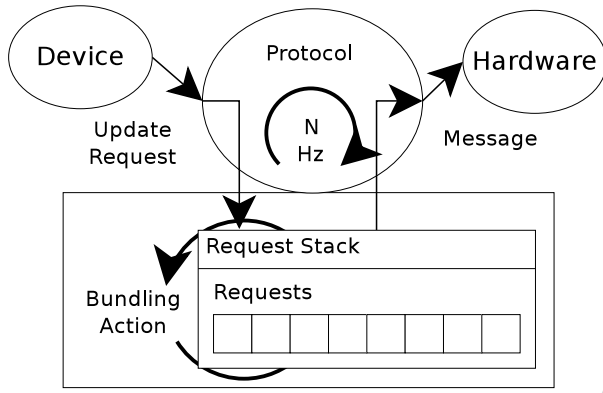 Device
Protocol
Hardware
N
Hz
Update
Request
Message
Request Stack
Requests
Bundling
Action